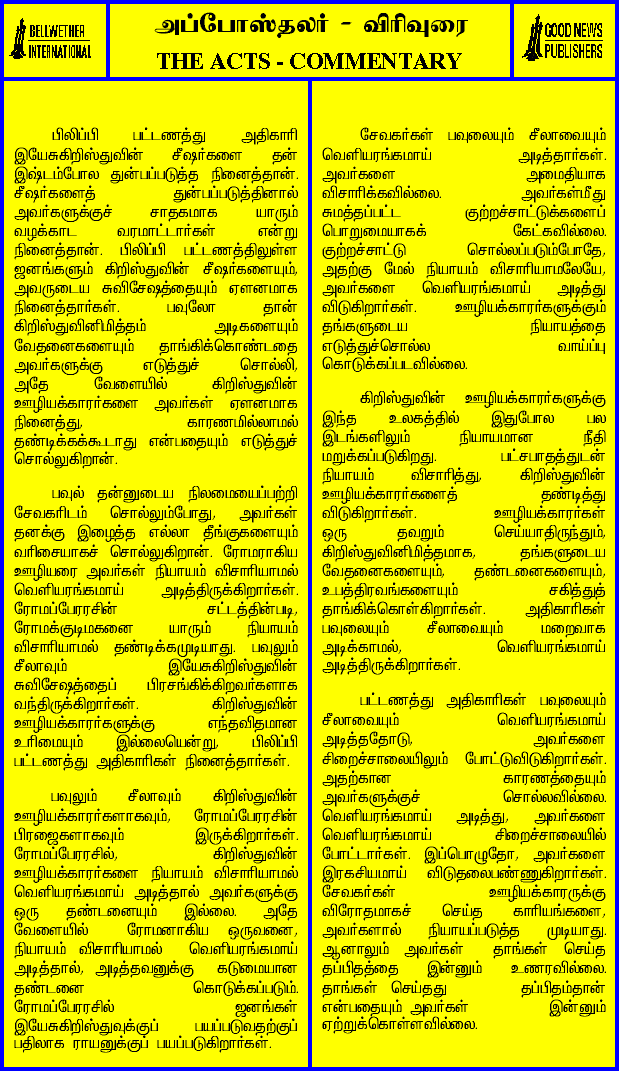 BELLWETHER
INTERNATIONAL
அப்போஸ்தலர் - விரிவுரை
THE ACTS - COMMENTARY
GOOD NEWS
PUBLISHERS
பிலிப்பி பட்டணத்து அதிகாரி
இயேசுகிறிஸ்துவின் சீஷர்களை தன்
இஷ்டம்போல துன்பப்படுத்த நினைத்தான்.
சீஷர்களைத் துன்பப்படுத்தினால்
அவர்களுக்குச் சாதகமாக யாரும்
வழக்காட வரமாட்டார்கள் என்று
நினைத்தான். பிலிப்பி பட்டணத்திலுள்ள
ஜனங்களும் கிறிஸ்துவின் சீஷர்களையும்,
அவருடைய சுவிசேஷத்தையும் ஏளனமாக
நினைத்தார்கள். பவுலோ தான்
கிறிஸ்துவினிமித்தம் அடிகளையும்
வேதனைகளையும் தாங்கிக்கொண்டதை
அவர்களுக்கு எடுத்துச் சொல்லி,
அதே வேளையில் கிறிஸ்துவின்
ஊழியக்காரர்களை அவர்கள் ஏளனமாக
நினைத்து, காரணமில்லாமல்
தண்டிக்கக்கூடாது என்பதையும் எடுத்துச்
சொல்லுகிறான்.
பவுல் தன்னுடைய நிலமையைப்பற்றி
சேவகரிடம் சொல்லும்போது, அவர்கள்
தனக்கு இழைத்த எல்லா தீங்குகளையும்
வரிசையாகச் சொல்லுகிறான். ரோமராகிய
ஊழியரை அவர்கள் நியாயம் விசாரியாமல்
வெளியரங்கமாய் அடித்திருக்கிறார்கள்.
ரோமப்பேரரசின் சட்டத்தின்படி,
ரோமக்குடிமகனை யாரும் நியாயம்
விசாரியாமல் தண்டிக்கமுடியாது. பவுலும்
சீலாவும் இயேசுகிறிஸ்துவின்
சுவிசேஷத்தைப் பிரசங்கிக்கிறவர்களாக
வந்திருக்கிறார்கள். கிறிஸ்துவின்
ஊழியக்காரர்களுக்கு எந்தவிதமான
உரிமையும் இல்லையென்று, பிலிப்பி
பட்டணத்து அதிகாரிகள் நினைத்தார்கள்.
பவுலும் சீலாவும் கிறிஸ்துவின்
ஊழியக்காரர்களாகவும், ரோமப்பேரரசின்
பிரஜைகளாகவும் இருக்கிறார்கள்.
ரோமப்பேரரசில், கிறிஸ்துவின்
ஊழியக்காரர்களை நியாயம் விசாரியாமல்
வெளியரங்கமாய் அடித்தால் அவர்களுக்கு
ஒரு தண்டனையும் இல்லை. அதே
வேளையில் ரோமனாகிய ஒருவனை,
நியாயம் விசாரியாமல் வெளியரங்கமாய்
அடித்தால், அடித்தவனுக்கு கடுமையான
தண்டனை கொடுக்கப்படும்.
ரோமப்பேரரசில் ஜனங்கள்
இயேசுகிறிஸ்துவுக்குப் பயப்படுவதற்குப்
பதிலாக ராயனுக்குப் பயப்படுகிறார்கள்.
சேவகர்கள் பவுலையும் சீலாவையும்
வெளியரங்கமாய் அடித்தார்கள்.
அவர்களை அமைதியாக
விசாரிக்கவில்லை. அவர்கள்மீது
சுமத்தப்பட்ட குற்றச்சாட்டுக்களைப்
பொறுமையாகக் கேட்கவில்லை.
குற்றச்சாட்டு சொல்லப்படும்போதே,
அதற்கு மேல் நியாயம் விசாரியாமலேயே,
அவர்களை வெளியரங்கமாய் அடித்து
விடுகிறார்கள். ஊழியக்காரர்களுக்கும்
தங்களுடைய நியாயத்தை
எடுத்துச்சொல்ல வாய்ப்பு
கொடுக்கப்படவில்லை.
கிறிஸ்துவின் ஊழியக்காரர்களுக்கு
இந்த உலகத்தில் இதுபோல பல
இடங்களிலும் நியாயமான நீதி
மறுக்கப்படுகிறது. பட்சபாதத்துடன்
நியாயம் விசாரித்து, கிறிஸ்துவின்
ஊழியக்காரர்களைத் தண்டித்து
விடுகிறார்கள். ஊழியக்காரர்கள்
ஒரு தவறும் செய்யாதிருந்தும்,
கிறிஸ்துவினிமித்தமாக, தங்களுடைய
வேதனைகளையும், தண்டனைகளையும்,
உபத்திரவங்களையும் சகித்துத்
தாங்கிக்கொள்கிறார்கள். அதிகாரிகள்
பவுலையும் சீலாவையும் மறைவாக
அடிக்காமல், வெளியரங்கமாய்
அடித்திருக்கிறார்கள்.
பட்டணத்து அதிகாரிகள் பவுலையும்
சீலாவையும் வெளியரங்கமாய்
அடித்ததோடு, அவர்களை
சிறைச்சாலையிலும் போட்டுவிடுகிறார்கள்.
அதற்கான காரணத்தையும்
அவர்களுக்குச் சொல்லவில்லை.
வெளியரங்கமாய் அடித்து, அவர்களை
வெளியரங்கமாய் சிறைச்சாலையில்
போட்டார்கள். இப்பொழுதோ, அவர்களை
இரகசியமாய் விடுதலைபண்ணுகிறார்கள்.
சேவகர்கள் ஊழியக்காரருக்கு
விரோதமாகச் செய்த காரியங்களை,
அவர்களால் நியாயப்படுத்த முடியாது.
ஆனாலும் அவர்கள் தாங்கள் செய்த
தப்பிதத்தை இன்னும் உணரவில்லை.
தாங்கள் செய்தது தப்பிதம்தான்
என்பதையும் அவர்கள் இன்னும்
ஏற்றுக்கொள்ளவில்லை.